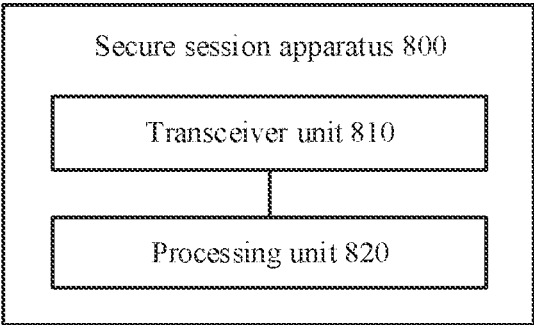 Secure session apparatus 800
Transceiver unit 810
Processing unit 820